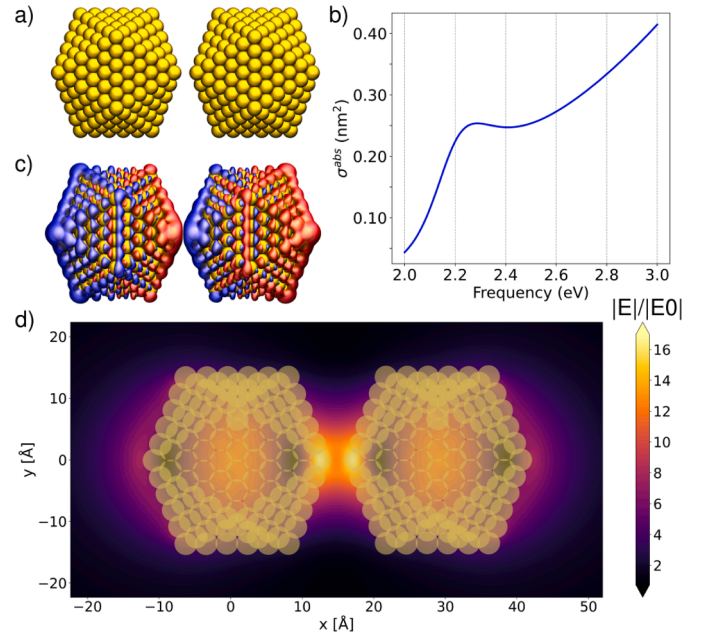 a)
b)
0.40
0.30
0.20
0.10
σ^abs (nm²)
2.0 2.2 2.4 2.6 2.8 3.0
Frequency (eV)
c)
d)
|E|/|E0|
16
14
12
10
8
6
4
2
20
10
0
−10
−20
y [Å]
−20 −10 0 10 20 30 40 50
x [Å]